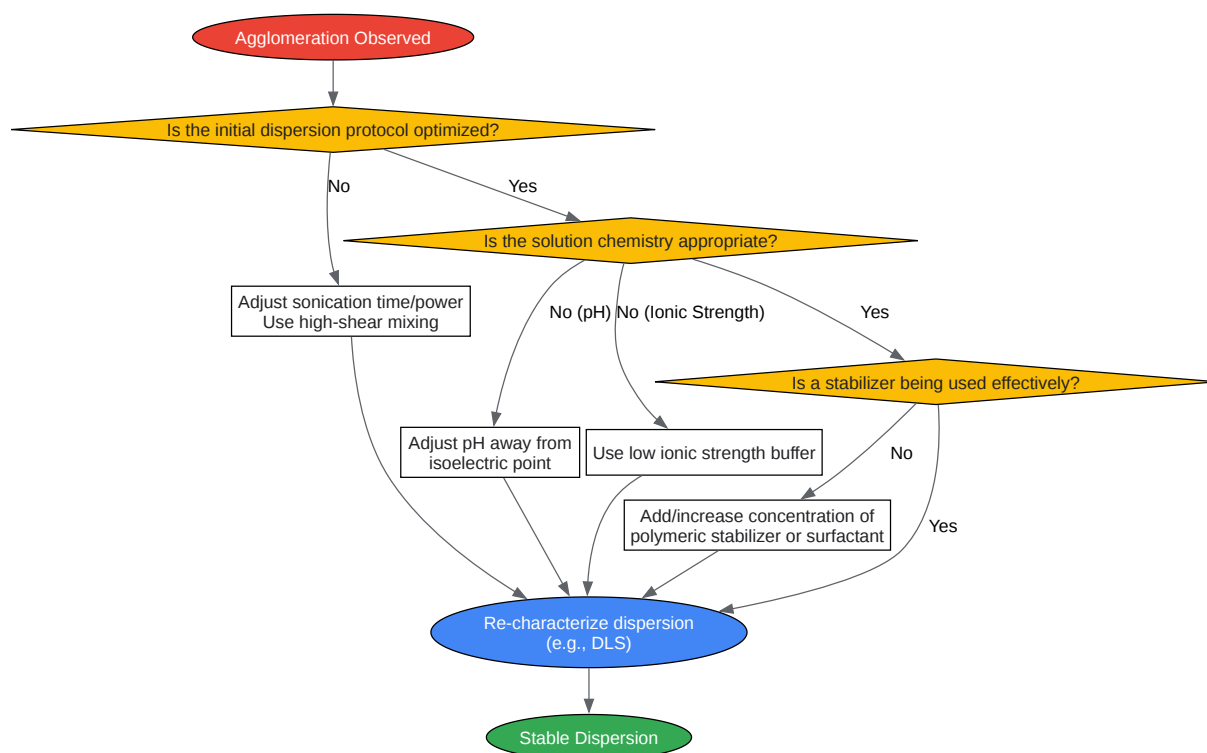 Agglomeration Observed
Is the initial dispersion protocol optimized?
No
Yes
Is the solution chemistry appropriate?
Adjust sonication time/power
Use high-shear mixing
No (pH)
No (Ionic Strength)
Yes
Is a stabilizer being used effectively?
Adjust pH away from
isoelectric point
Use low ionic strength buffer
No
Add/increase concentration of
polymeric stabilizer or surfactant
Yes
Re-characterize dispersion
(e.g., DLS)
Stable Dispersion